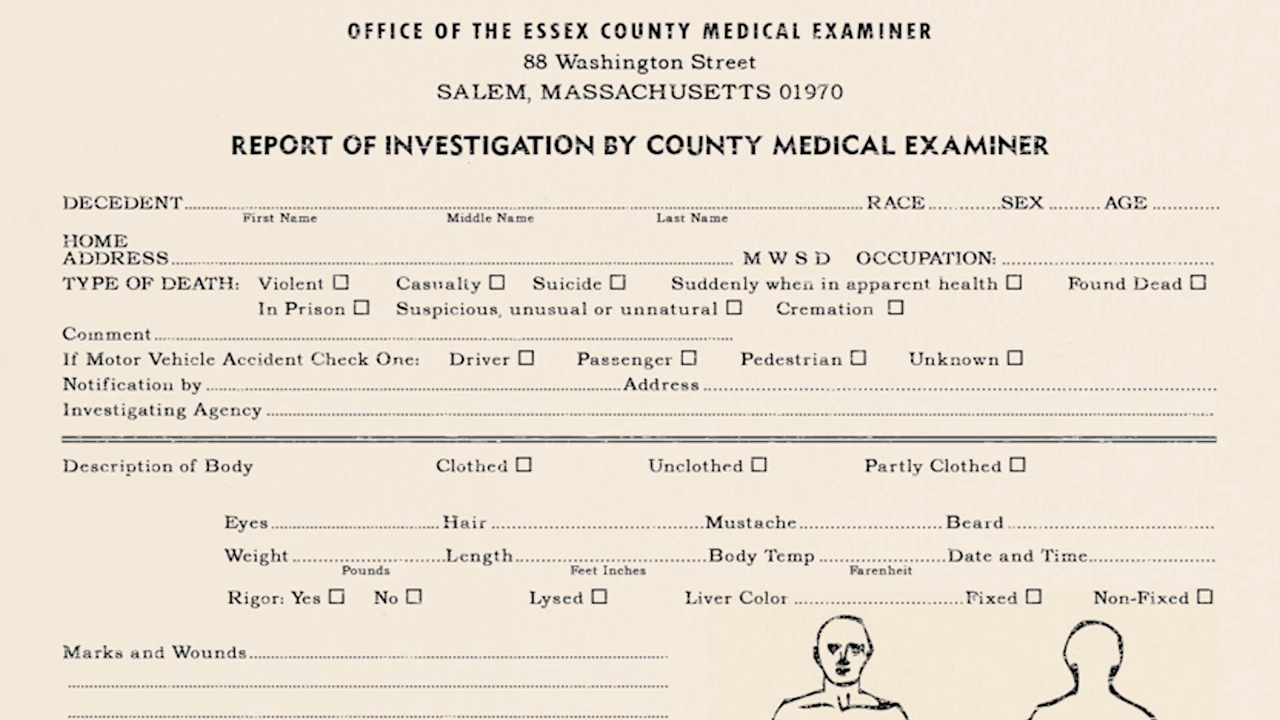 OFFICE OF THE ESSEX COUNTY MEDICAL EXAMINER
88 Washington Street
SALEM, MASSACHUSETTS 01970
REPORT OF INVESTIGATION BY COUNTY MEDICAL EXAMINER
DECEDENT RACE SEX AGE
First Name Middle Name Last Name
HOME
ADDRESS M W S D OCCUPATION:
TYPE OF DEATH: Violent Casualty Suicide Suddenly when in apparent health Found Dead
In Prison Suspicious, unusual or unnatural Cremation
Comment
If Motor Vehicle Accident Check One: Driver Passenger Pedestrian Unknown
Notification by Address
Investigating Agency
Description of Body Clothed Unclothed Partly Clothed
Eyes Hair Mustache Beard
Weight Length Body Temp Date and Time
Pounds Feet Inches Farenheit
Rigor: Yes No Lysed Liver Color Fixed Non-Fixed
Marks and Wounds